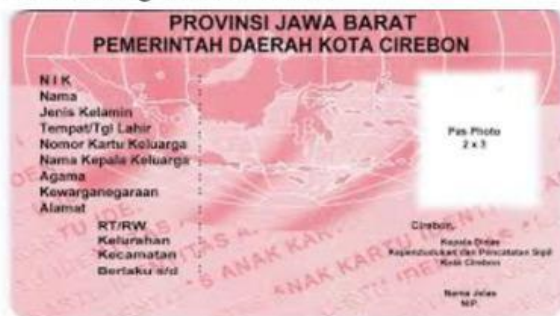 PROVINSI JAWA BARAT
PEMERINTAH DAERAH KOTA CIREBON
N I K :
Nama :
Jenis Kelamin :
Tempat/Tgl Lahir :
Nomor Kartu Keluarga :
Nama Kepala Keluarga :
Agama :
Kewarganegaraan :
Alamat :
RT/RW :
Kelurahan :
Kecamatan :
Berlaku s/d :
Pas Photo
2 x 3
Cirebon,
Kepala Dinas
Kependudukan dan Pencatatan Sipil
Kota Cirebon
Nama Jelas
NIP.